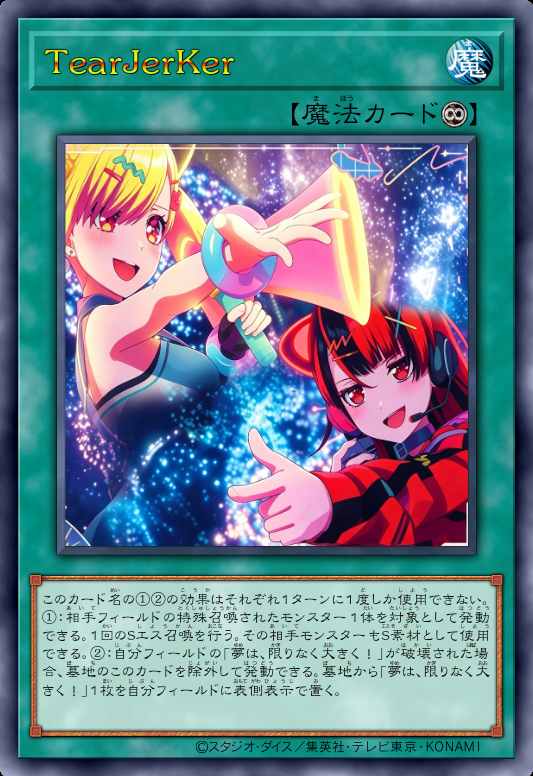 TearJerKer
魔
【魔法カード】
このカード名の①②の効果はそれぞれ1ターンに1度しか使用できない。
①：相手フィールドの特殊召喚されたモンスター1体を対象として発動
できる。1回のSエス召喚を行う。その相手モンスターもS素材として使用
できる。②：自分フィールドの「夢は、限りなく大きく！」が破壊された場
合、墓地のこのカードを除外して発動できる。墓地から「夢は、限りなく大
きく！」1枚を自分フィールドに表側表示で置く。
©スタジオ・ダイス／集英社・テレビ東京・KONAMI